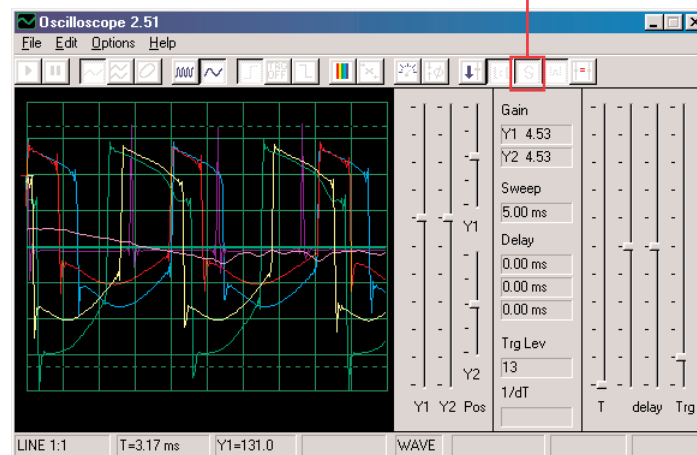 Oscilloscope 2.51
File Edit Options Help
TRG
OFF
S
Gain
Y1 4.53
Y2 4.53
Sweep
5.00 ms
Y1
Delay
0.00 ms
0.00 ms
0.00 ms
Trg Lev
Y2
13
1/dT
Y1 Y2 Pos
T delay Trg
LINE 1:1 T=3.17 ms Y1=131.0 WAVE